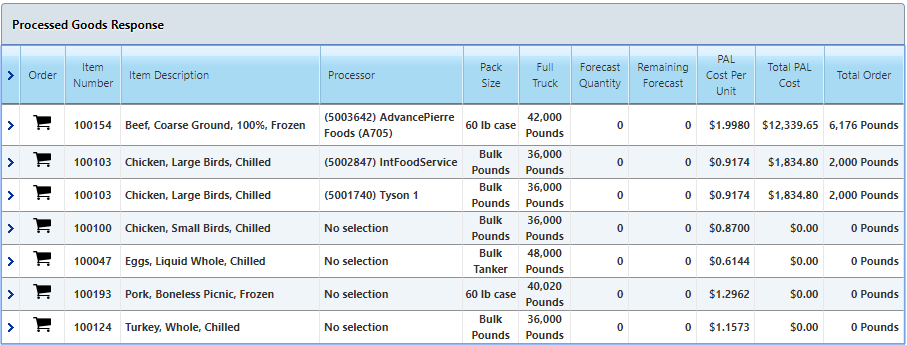 Processed Goods Response
Order Item Number Item Description Processor Pack Size Full Truck Forecast Quantity Remaining Forecast PAL Cost Per Unit Total PAL Cost Total Order
100154 Beef, Coarse Ground, 100%, Frozen (5003642) AdvancePierre Foods (A705) 60 lb case 42,000 Pounds 0 0 $1.9980 $12,339.65 6,176 Pounds
100103 Chicken, Large Birds, Chilled (5002847) IntFoodService Bulk Pounds 36,000 Pounds 0 0 $0.9174 $1,834.80 2,000 Pounds
100103 Chicken, Large Birds, Chilled (5001740) Tyson 1 Bulk Pounds 36,000 Pounds 0 0 $0.9174 $1,834.80 2,000 Pounds
100100 Chicken, Small Birds, Chilled No selection Bulk Pounds 36,000 Pounds 0 0 $0.8700 $0.00 0 Pounds
100047 Eggs, Liquid Whole, Chilled No selection Bulk Tanker 48,000 Pounds 0 0 $0.6144 $0.00 0 Pounds
100193 Pork, Boneless Picnic, Frozen No selection 60 lb case 40,020 Pounds 0 0 $1.2962 $0.00 0 Pounds
100124 Turkey, Whole, Chilled No selection Bulk Pounds 36,000 Pounds 0 0 $1.1573 $0.00 0 Pounds